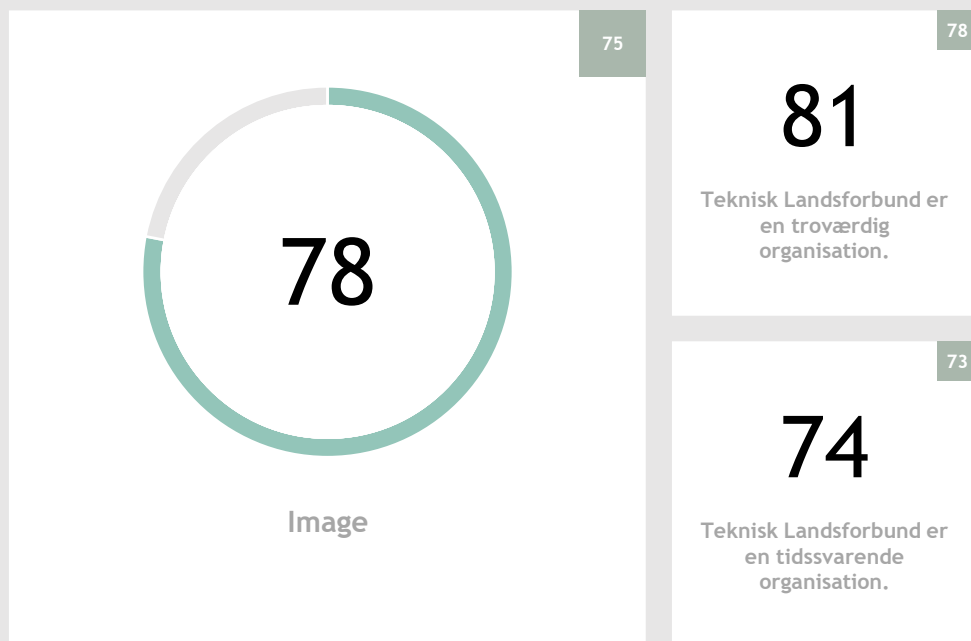 75
78
Image
78
81
Teknisk Landsforbund er
en troværdig
organisation.
73
74
Teknisk Landsforbund er
en tidssvarende
organisation.